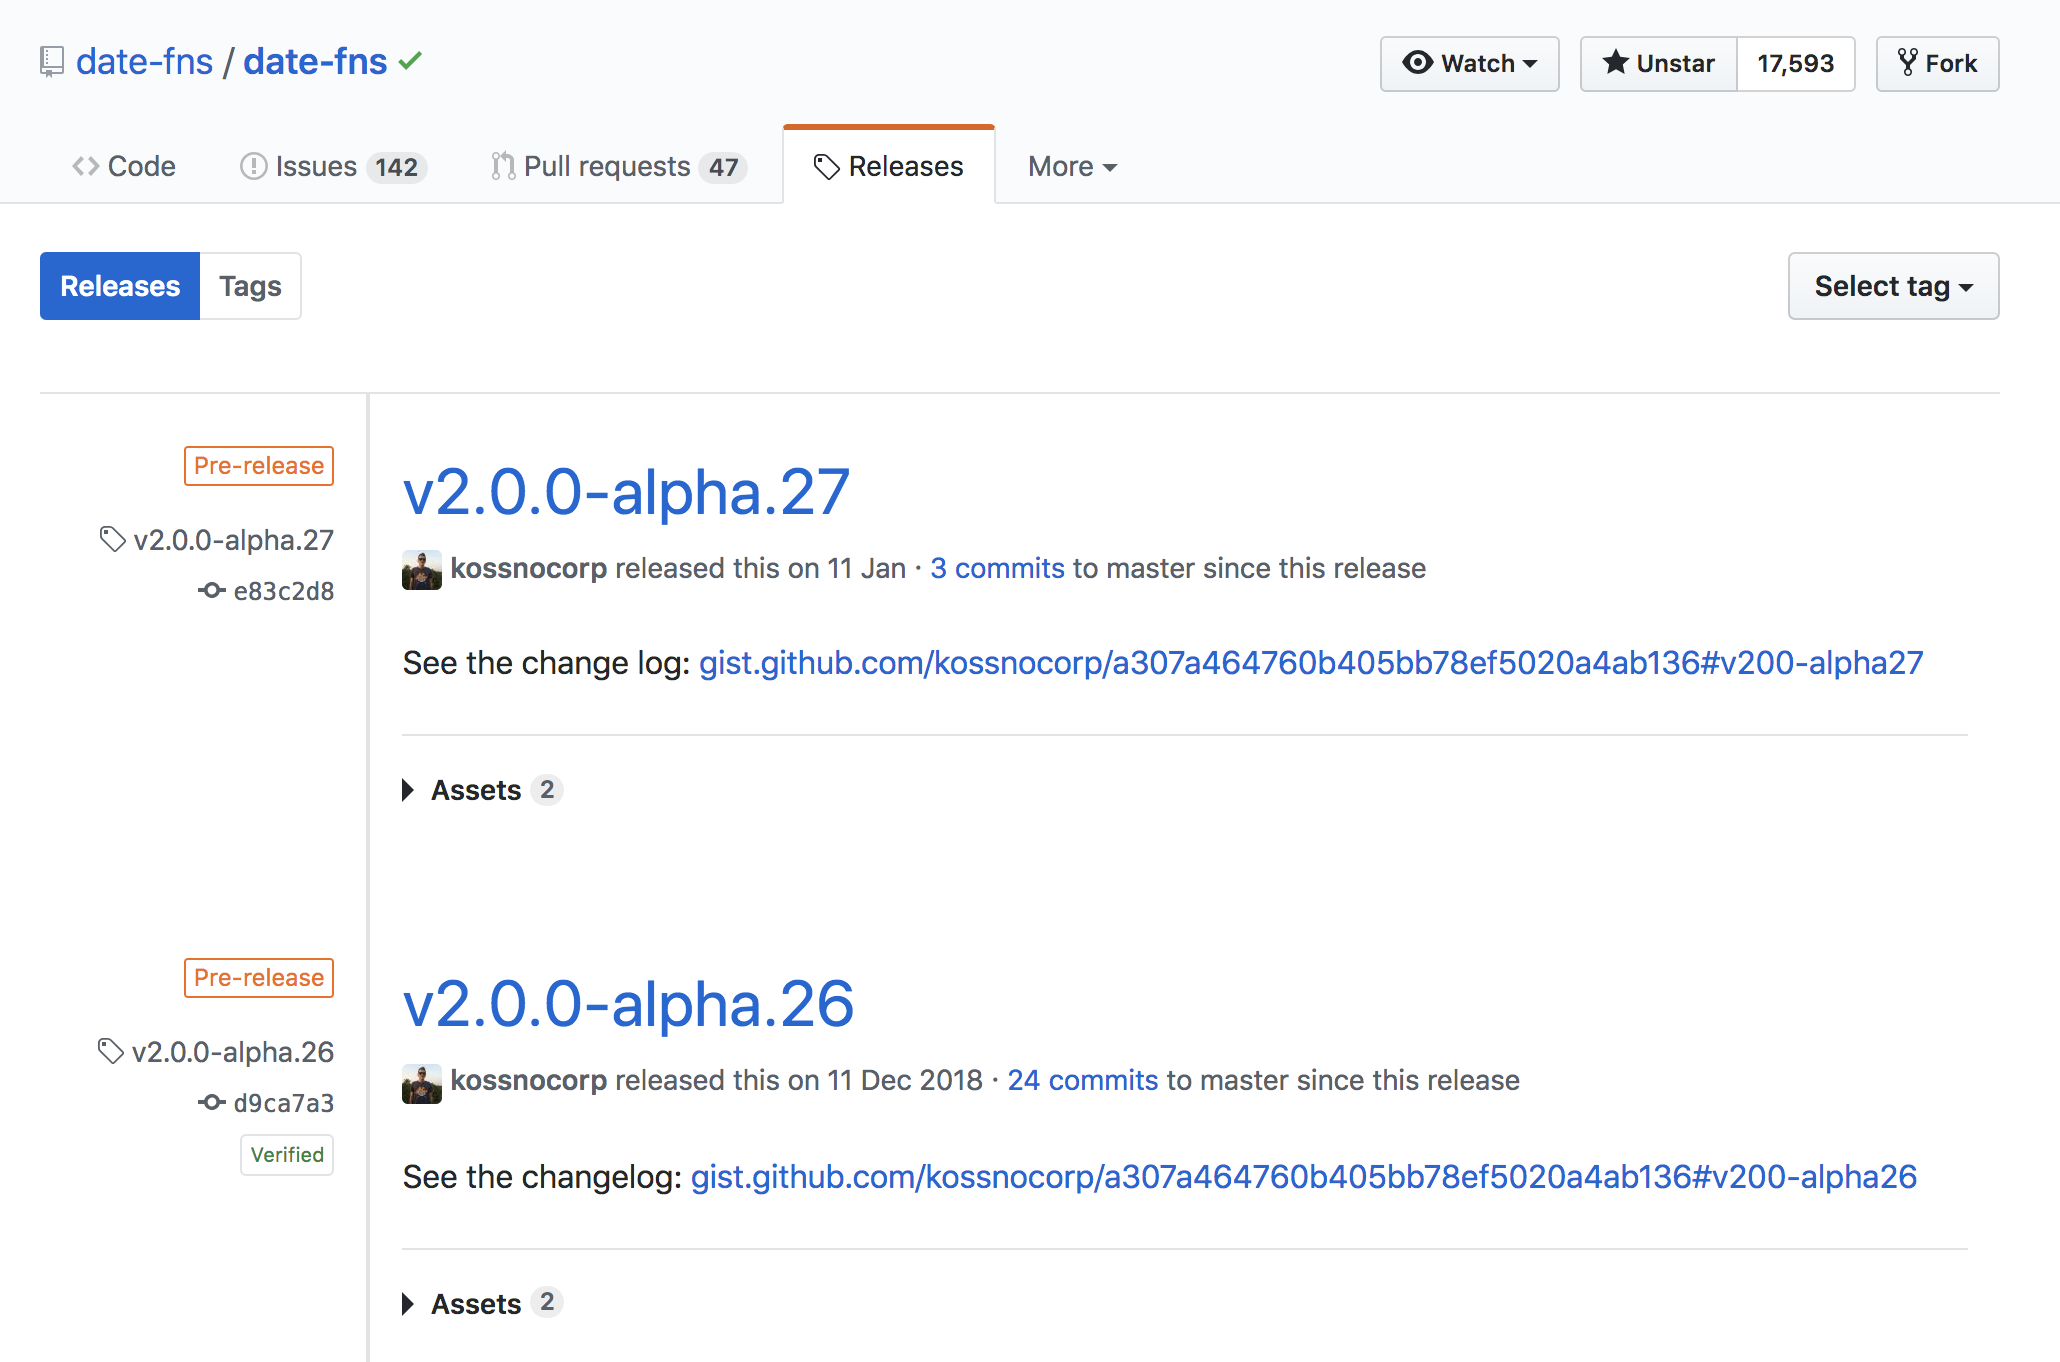 date-fns / date-fns
Watch
Unstar 17,593
Fork
Code
Issues 142
Pull requests 47
Releases
More
Releases Tags
Select tag
Pre-release
v2.0.0-alpha.27
e83c2d8
v2.0.0-alpha.27
kossnocorp released this on 11 Jan · 3 commits to master since this release
See the change log: gist.github.com/kossnocorp/a307a464760b405bb78ef5020a4ab136#v200-alpha27
Assets 2
Pre-release
v2.0.0-alpha.26
d9ca7a3
Verified
v2.0.0-alpha.26
kossnocorp released this on 11 Dec 2018 · 24 commits to master since this release
See the changelog: gist.github.com/kossnocorp/a307a464760b405bb78ef5020a4ab136#v200-alpha26
Assets 2